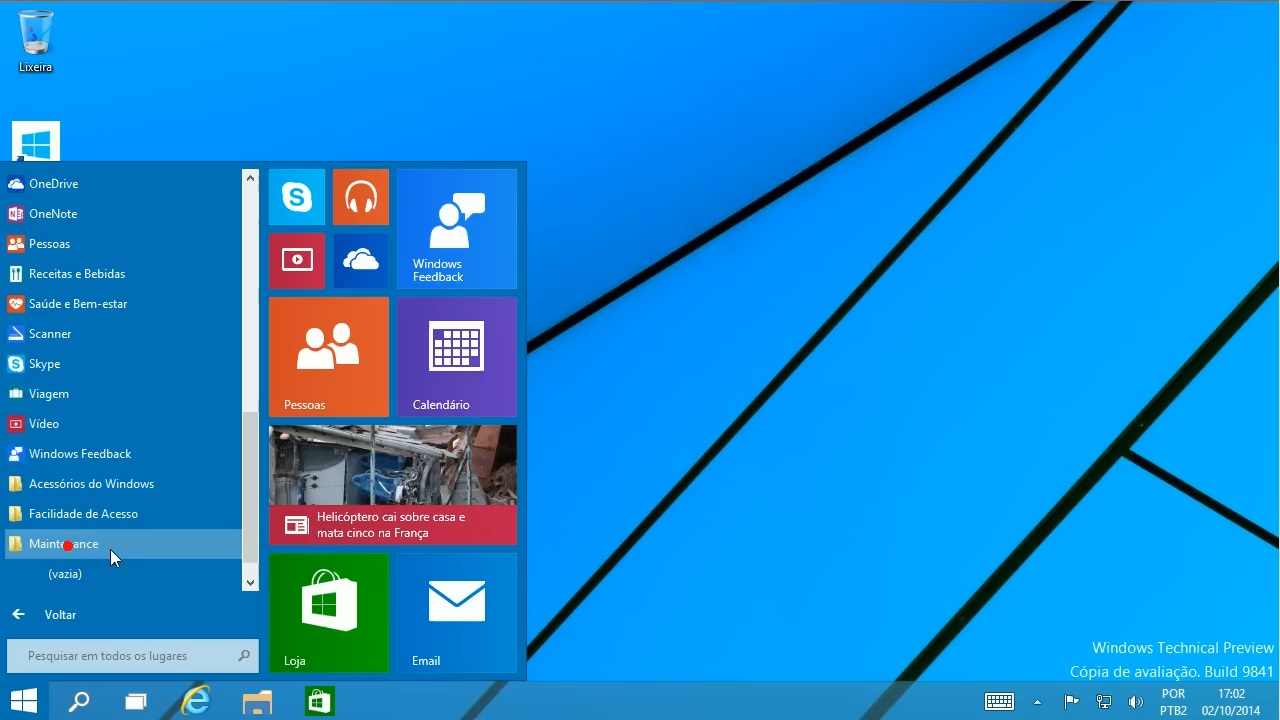 Lixeira
OneDrive
OneNote
Pessoas
Receitas e Bebidas
Saúde e Bem-estar
Scanner
Skype
Viagem
Vídeo
Windows Feedback
Acessórios do Windows
Facilidade de Acesso
Maintenance
(vazia)
Voltar
Pesquisar em todos os lugares
Windows
Feedback
Pessoas
Calendário
Helicóptero cai sobre casa e
mata cinco na França
Loja
Email
Windows Technical Preview
Cópia de avaliação. Build 9841
POR
PTB2
17:02
02/10/2014